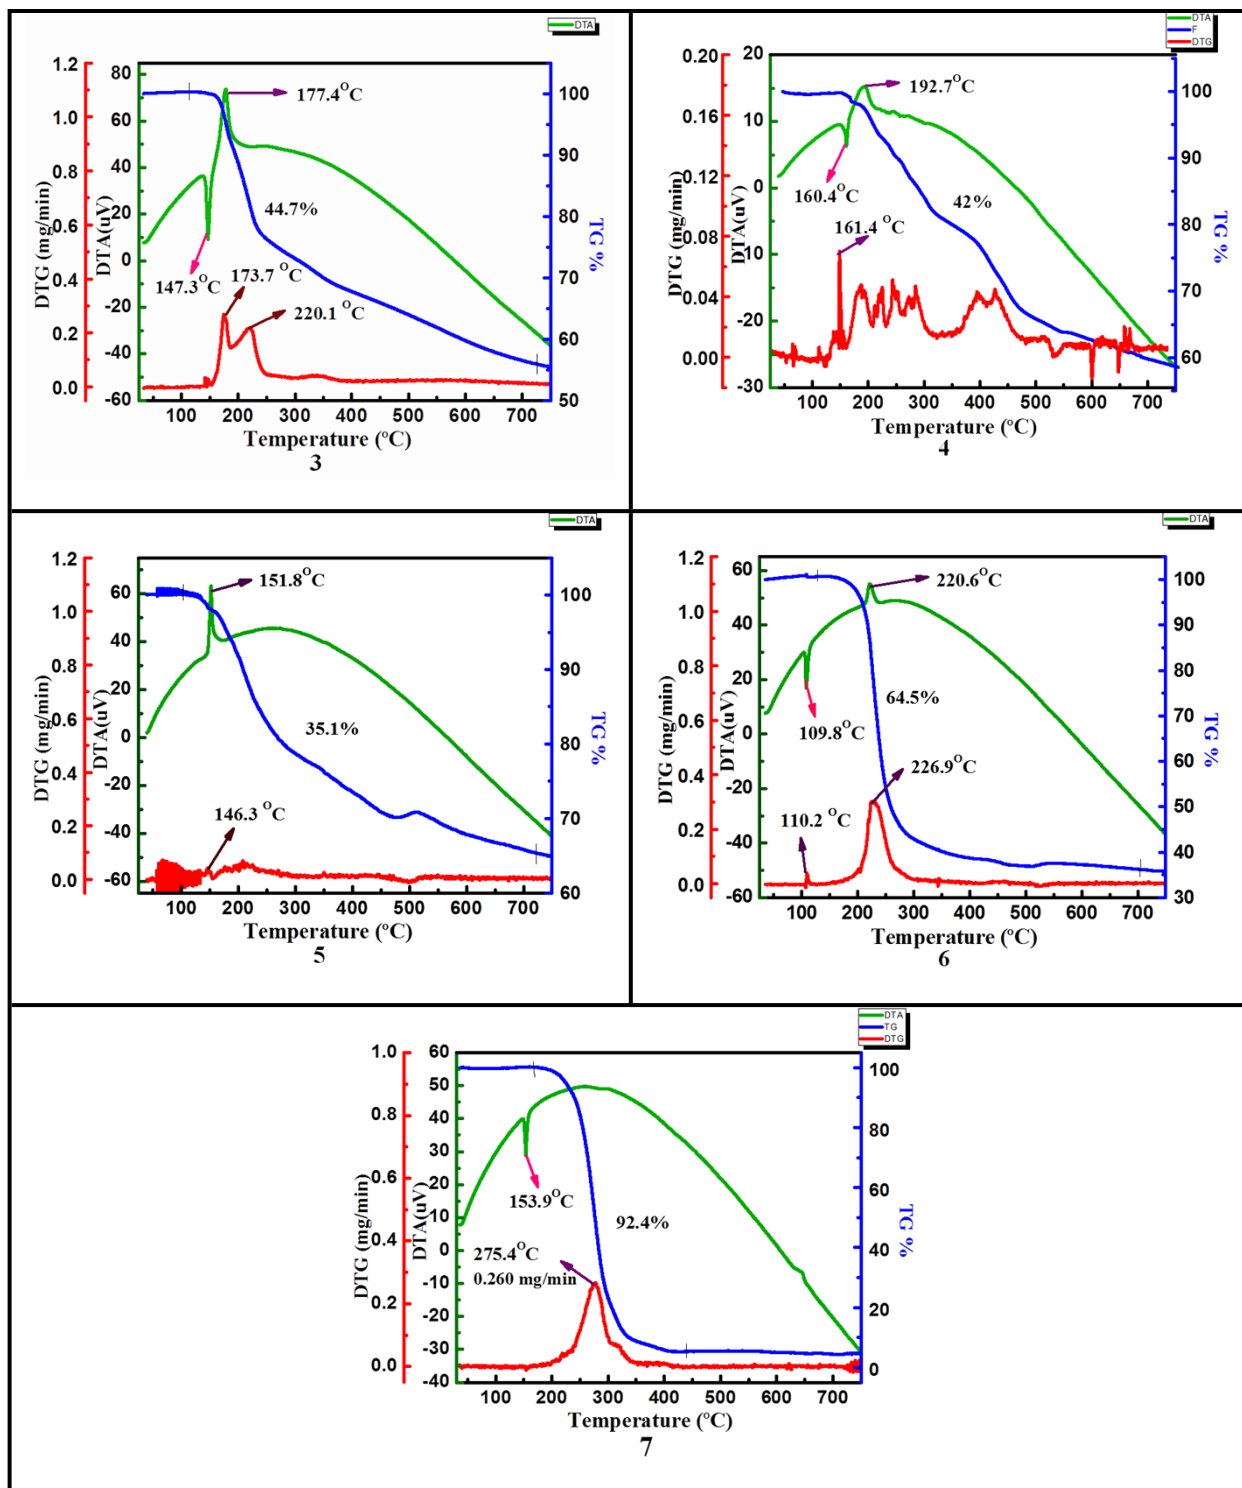 DTA
1.2
1.0
0.8
0.6
0.4
0.2
0.0
DTG (mg/min)
80
60
40
20
0
-20
-40
-60
DTA(uV)
177.4°C
44.7%
147.3°C
173.7 °C
220.1 °C
100
90
80
70
60
50
TG %
100 200 300 400 500 600 700
Temperature (°C)
3
DTA
F
DTG
0.20
0.16
0.12
0.08
0.04
0.00
DTG (mg/min)
20
10
0
-10
-20
-30
DTA(uV)
192.7°C
160.4°C
42%
161.4 °C
100
90
80
70
60
TG %
100 200 300 400 500 600 700
Temperature (°C)
4
DTA
1.2
1.0
0.8
0.6
0.4
0.2
0.0
DTG (mg/min)
60
40
20
0
-20
-40
-60
DTA(uV)
151.8°C
35.1%
146.3 °C
100
90
80
70
60
TG %
100 200 300 400 500 600 700
Temperature (°C)
5
DTA
1.2
1.0
0.8
0.6
0.4
0.2
0.0
DTG (mg/min)
60
40
20
0
-20
-40
-60
DTA(uV)
220.6°C
64.5%
109.8°C
226.9°C
110.2 °C
100
90
80
70
60
50
40
30
TG %
100 200 300 400 500 600 700
Temperature (°C)
6
DTA
TG
DTG
1.0
0.8
0.6
0.4
0.2
0.0
DTG (mg/min)
60
50
40
30
20
10
0
-10
-20
-30
-40
DTA(uV)
153.9°C
92.4%
275.4°C
0.260 mg/min
100
80
60
40
20
0
TG %
100 200 300 400 500 600 700
Temperature (°C)
7